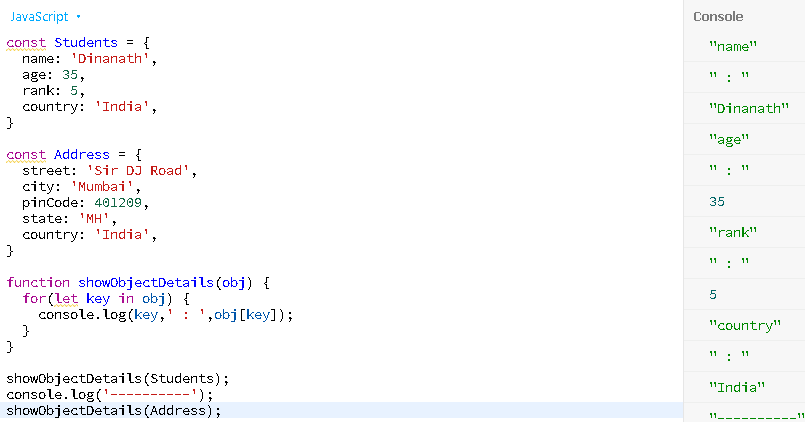 JavaScript
const Students = {
  name: 'Dinanath',
  age: 35,
  rank: 5,
  country: 'India',
}
const Address = {
  street: 'Sir DJ Road',
  city: 'Mumbai',
  pinCode: 401209,
  state: 'MH',
  country: 'India',
}
function showObjectDetails(obj) {
  for(let key in obj) {
    console.log(key,' : ',obj[key]);
  }
}
showObjectDetails(Students);
console.log('----------');
showObjectDetails(Address);
Console
"name"
" : "
"Dinanath"
"age"
" : "
35
"rank"
" : "
5
"country"
" : "
"India"
"----------"